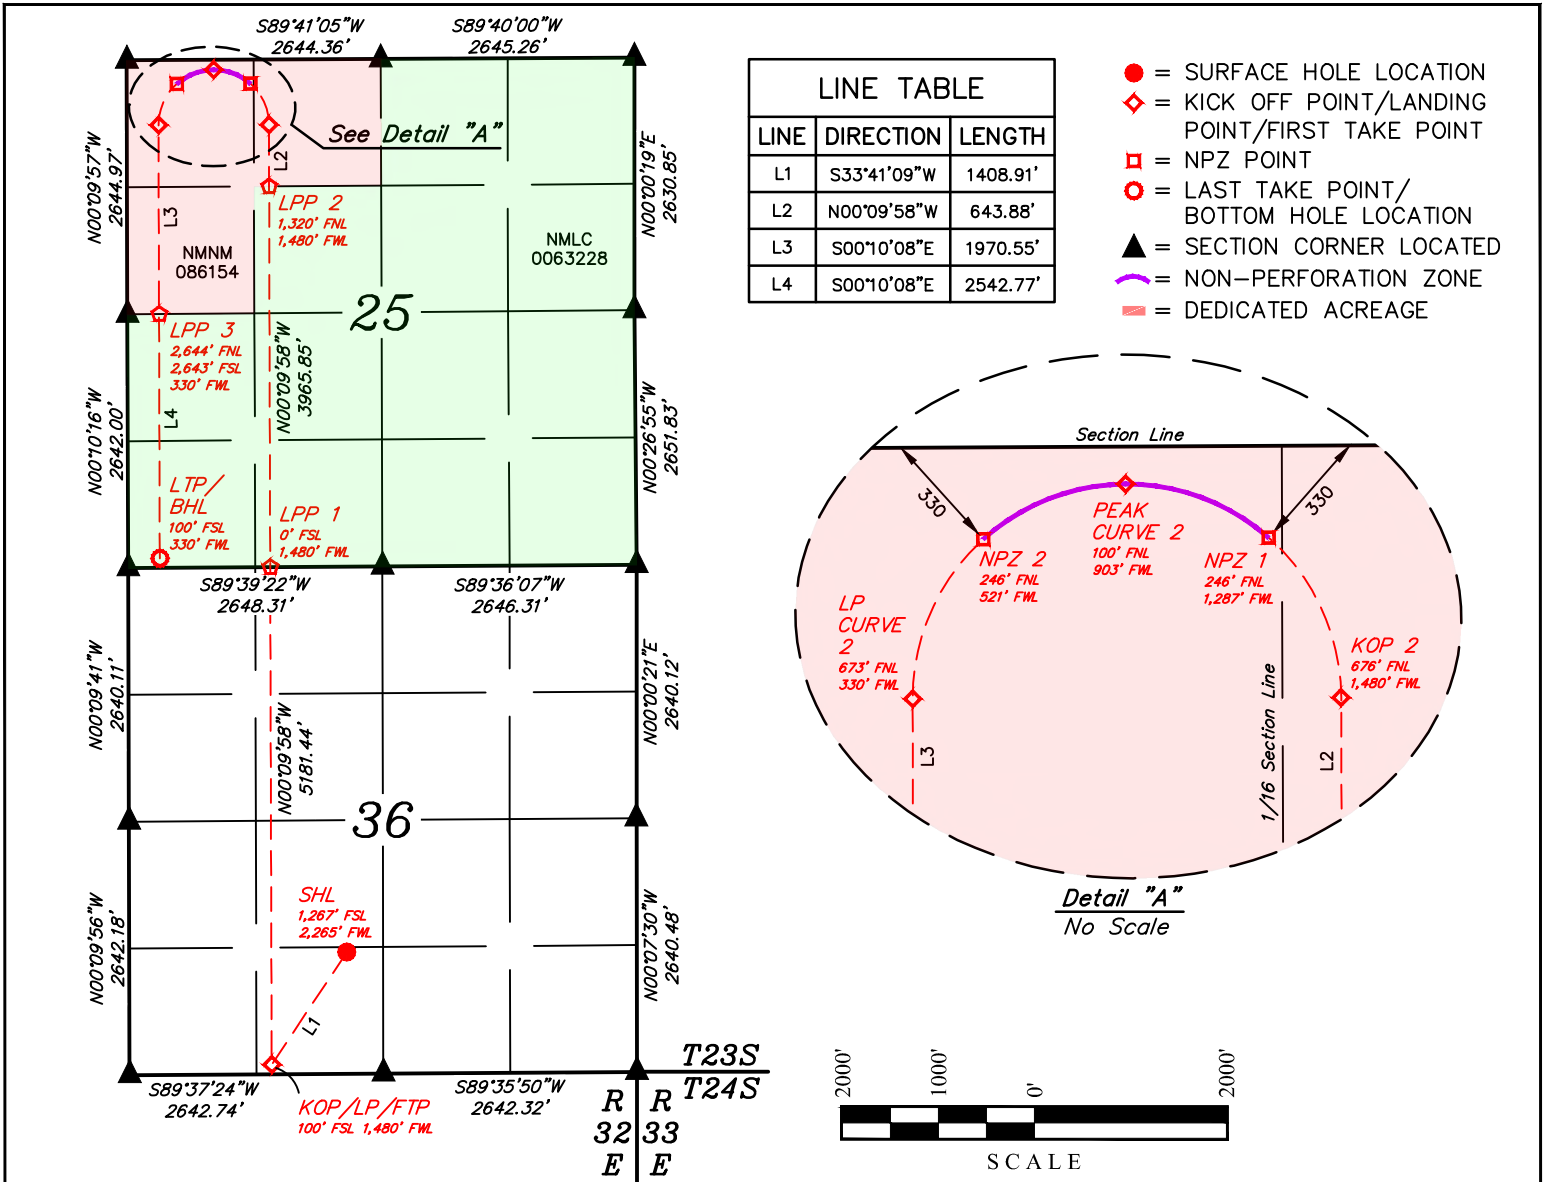 S89°41'05"W
2644.36'
S89°40'00"W
2645.26'
N00°09'57"W
2644.97'
N00°00'19"E
2630.85'
See Detail "A"
L2
L3
LPP 2
1,320' FNL
1,480' FWL
NMNM
086154
NMLC
0063228
25
LPP 3
2,644' FNL
2,643' FSL
330' FWL
N00°09'58"W
3965.85'
L4
N00°10'16"W
2642.00'
N00°26'55"W
2651.83'
LTP/
BHL
100' FSL
330' FWL
LPP 1
0' FSL
1,480' FWL
S89°39'22"W
2648.31'
S89°36'07"W
2646.31'
N00°09'41"W
2640.11'
N00°00'21"E
2640.12'
N00°09'58"W
5181.44'
36
SHL
1,267' FSL
2,265' FWL
N00°09'56"W
2642.18'
N00°07'30"W
2640.48'
L1
S89°37'24"W
2642.74'
S89°35'50"W
2642.32'
KOP/LP/FTP
100' FSL 1,480' FWL
T23S
T24S
R R
32 33
E E
LINE TABLE
LINE DIRECTION LENGTH
L1 S33°41'09"W 1408.91'
L2 N00°09'58"W 643.88'
L3 S00°10'08"E 1970.55'
L4 S00°10'08"E 2542.77'
= SURFACE HOLE LOCATION
= KICK OFF POINT/LANDING
POINT/FIRST TAKE POINT
= NPZ POINT
= LAST TAKE POINT/
BOTTOM HOLE LOCATION
= SECTION CORNER LOCATED
= NON-PERFORATION ZONE
= DEDICATED ACREAGE
Section Line
330
330
PEAK
CURVE 2
100' FNL
903' FWL
NPZ 2
246' FNL
521' FWL
NPZ 1
246' FNL
1,287' FWL
LP
CURVE
2
673' FNL
330' FWL
KOP 2
676' FNL
1,480' FWL
L3
1/16 Section Line
L2
Detail "A"
No Scale
2000'
1000'
0'
2000'
SCALE